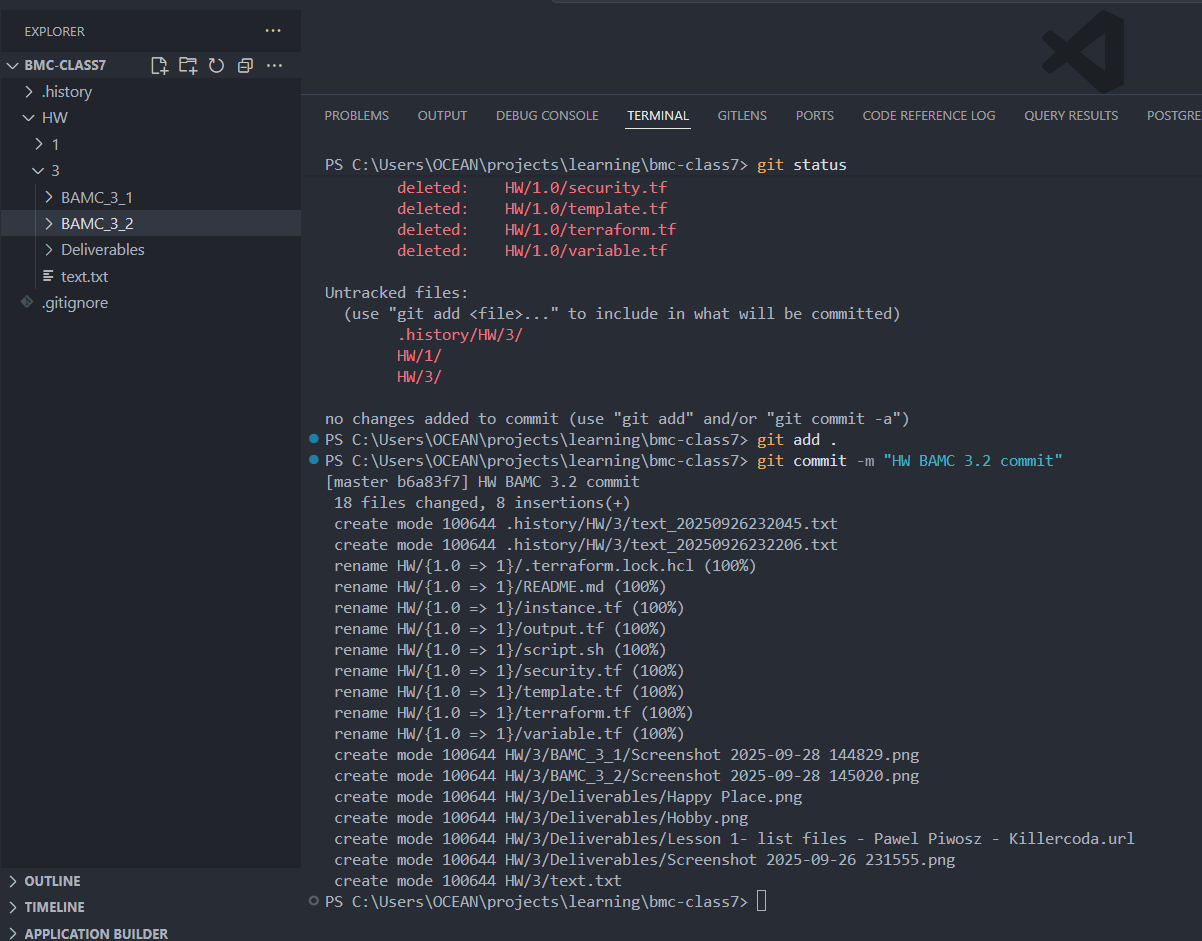 EXPLORER
BMC-CLASS7
.history
HW
1
3
BAMC_3_1
BAMC_3_2
Deliverables
text.txt
.gitignore
OUTLINE
TIMELINE
APPLICATION BUILDER
PROBLEMS OUTPUT DEBUG CONSOLE TERMINAL GITLENS PORTS CODE REFERENCE LOG QUERY RESULTS POSTGRE
PS C:\Users\OCEAN\projects\learning\bmc-class7> git status
deleted: HW/1.0/security.tf
deleted: HW/1.0/template.tf
deleted: HW/1.0/terraform.tf
deleted: HW/1.0/variable.tf
Untracked files:
(use "git add <file>..." to include in what will be committed)
.history/HW/3/
HW/1/
HW/3/
no changes added to commit (use "git add" and/or "git commit -a")
PS C:\Users\OCEAN\projects\learning\bmc-class7> git add .
PS C:\Users\OCEAN\projects\learning\bmc-class7> git commit -m "HW BAMC 3.2 commit"
[master b6a83f7] HW BAMC 3.2 commit
18 files changed, 8 insertions(+)
create mode 100644 .history/HW/3/text_20250926232045.txt
create mode 100644 .history/HW/3/text_20250926232206.txt
rename HW/{1.0 => 1}/.terraform.lock.hcl (100%)
rename HW/{1.0 => 1}/README.md (100%)
rename HW/{1.0 => 1}/instance.tf (100%)
rename HW/{1.0 => 1}/output.tf (100%)
rename HW/{1.0 => 1}/script.sh (100%)
rename HW/{1.0 => 1}/security.tf (100%)
rename HW/{1.0 => 1}/template.tf (100%)
rename HW/{1.0 => 1}/terraform.tf (100%)
rename HW/{1.0 => 1}/variable.tf (100%)
create mode 100644 HW/3/BAMC_3_1/Screenshot 2025-09-28 144829.png
create mode 100644 HW/3/BAMC_3_2/Screenshot 2025-09-28 145020.png
create mode 100644 HW/3/Deliverables/Happy Place.png
create mode 100644 HW/3/Deliverables/Hobby.png
create mode 100644 HW/3/Deliverables/Lesson 1- list files - Pawel Piwosz - Killercoda.url
create mode 100644 HW/3/Deliverables/Screenshot 2025-09-26 231555.png
create mode 100644 HW/3/text.txt
PS C:\Users\OCEAN\projects\learning\bmc-class7>